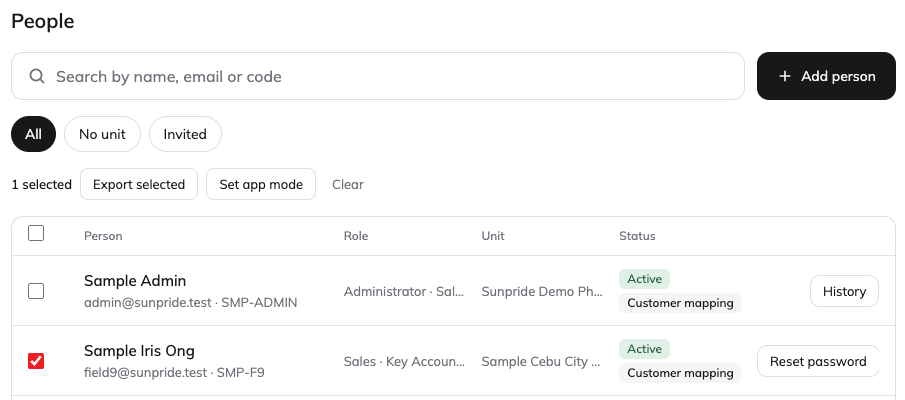 People
Search by name, email or code
+ Add person
All
No unit
Invited
1 selected
Export selected
Set app mode
Clear
Person
Role
Unit
Status
Sample Admin
admin@sunpride.test · SMP-ADMIN
Administrator · Sal...
Sunpride Demo Ph...
Active
Customer mapping
History
Sample Iris Ong
field9@sunpride.test · SMP-F9
Sales · Key Accoun...
Sample Cebu City ...
Active
Customer mapping
Reset password